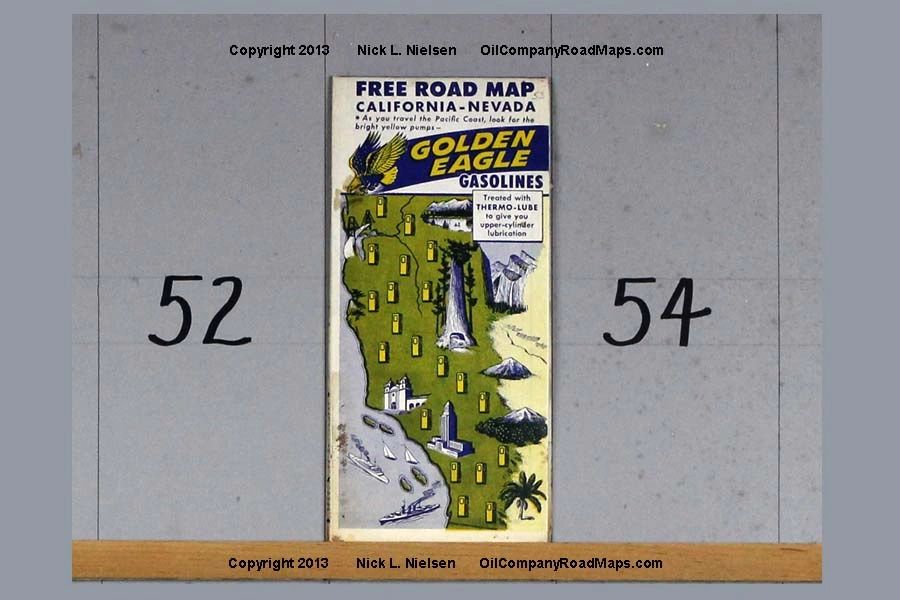 Copyright 2013 Nick L. Nielsen OilCompanyRoadMaps.com
FREE ROAD MAP
53
CALIFORNIA-NEVADA
* As you travel the Pacific Coast, look for the
bright yellow pumps—
GOLDEN
EAGLE
GASOLINES
Treated with
THERMO-LUBE
to give you
upper-cylinder
lubrication
52
54
Copyright 2013 Nick L. Nielsen OilCompanyRoadMaps.com